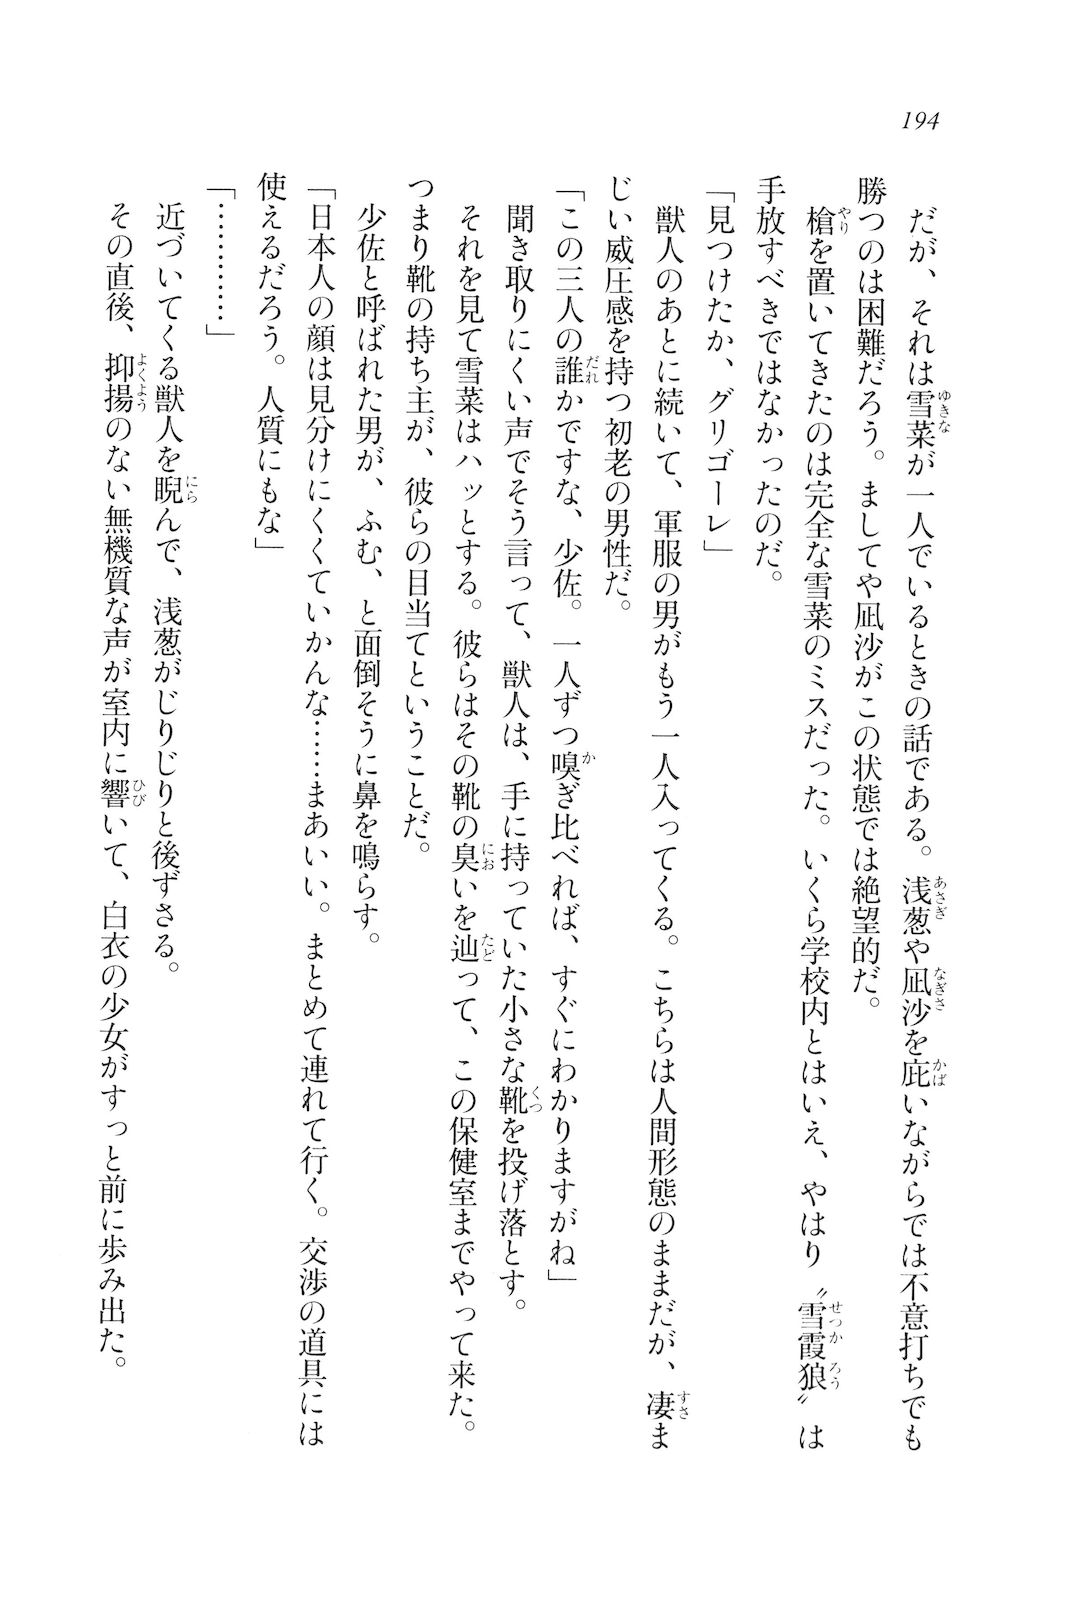 194
だが、それは雪菜が一人でいるときの話である。浅葱や凪沙を庇いながらでは不意打ちでも
勝つのは困難だろう。ましてや凪沙がこの状態では絶望的だ。
槍を置いてきたのは完全な雪菜のミスだった。いくら学校内とはいえ、やはり〝雪霞狼〟は
手放すべきではなかったのだ。
「見つけたか、グリゴーレ」
獣人のあとに続いて、軍服の男がもう一人入ってくる。こちらは人間形態のままだが、凄ま
じい威圧感を持つ初老の男性だ。
「この三人の誰かですな、少佐。一人ずつ嗅ぎ比べれば、すぐにわかりますがね」
聞き取りにくい声でそう言って、獣人は、手に持っていた小さな靴を投げ落とす。
それを見て雪菜はハッとする。彼らはその靴の臭いを辿って、この保健室までやって来た。
つまり靴の持ち主が、彼らの目当てということだ。
少佐と呼ばれた男が、ふむ、と面倒そうに鼻を鳴らす。
「日本人の顔は見分けにくくていかんな……まあいい。まとめて連れて行く。交渉の道具には
使えるだろう。人質にもな」
「…………」
近づいてくる獣人を睨んで、浅葱がじりじりと後ずさる。
その直後、抑揚のない無機質な声が室内に響いて、白衣の少女がすっと前に歩み出た。